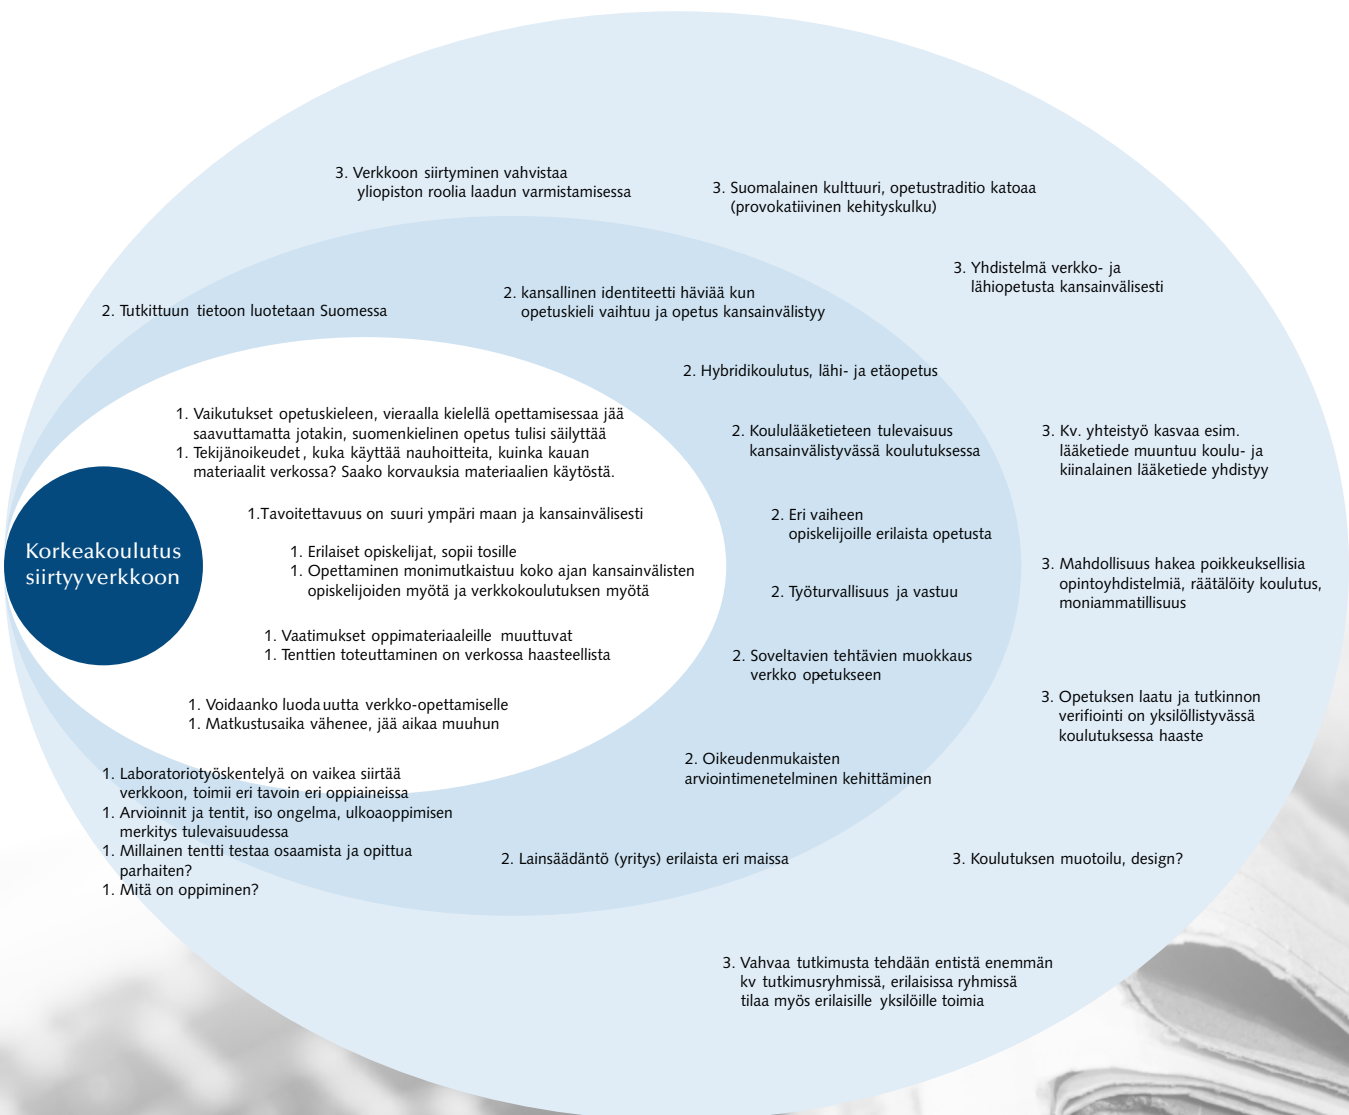 3. Verkkoon siirtyminen vahvistaa
yliopiston roolia laadun varmistamisessa
3. Suomalainen kulttuuri, opetustraditio katoaa
(provokatiivinen kehityskulku)
3. Yhdistelmä verkko- ja
lähiopetusta kansainvälisesti
2. Tutkittuun tietoon luotetaan Suomessa
2. kansallinen identiteetti häviää kun
opetuskieli vaihtuu ja opetus kansainvälistyy
2. Hybridikoulutus, lähi- ja etäopetus
1. Vaikutukset opetuskieleen, vieraalla kielellä opettamisessaa jää
saavuttamatta jotakin, suomenkielinen opetus tulisi säilyttää
1. Tekijänoikeudet, kuka käyttää nauhoitteita, kuinka kauan
materiaalit verkossa? Saako korvauksia materiaalien käytöstä.
2. Koululääketieteen tulevaisuus
kansainvälistyvässä koulutuksessa
3. Kv. yhteistyö kasvaa esim.
lääketiede muuntuu koulu- ja
kiinalainen lääketiede yhdistyy
1.Tavoitettavuus on suuri ympäri maan ja kansainvälisesti
2. Eri vaiheen
opiskelijoille erilaista opetusta
Korkeakoulutus
siirtyy verkkoon
1. Erilaiset opiskelijat, sopii tosille
1. Opettaminen monimutkaistuu koko ajan kansainvälisten
opiskelijoiden myötä ja verkkokoulutuksen myötä
2. Työturvallisuus ja vastuu
3. Mahdollisuus hakea poikkeuksellisia
opintoyhdistelmiä, räätälöity koulutus,
moniammatillisuus
1. Vaatimukset oppimateriaaleille muuttuvat
1. Tenttien toteuttaminen on verkossa haasteellista
2. Soveltavien tehtävien muokkaus
verkko opetukseen
1. Voidaanko luoda uutta verkko-opettamiselle
1. Matkustusaika vähenee, jää aikaa muuhun
3. Opetuksen laatu ja tutkinnon
verifiointi on yksilöllistyvässä
koulutuksessa haaste
2. Oikeudenmukaisten
arviointimenetelminen kehittäminen
1. Laboratoriotyöskentelyä on vaikea siirtää
verkkoon, toimii eri tavoin eri oppiaineissa
1. Arvioinnit ja tentit, iso ongelma, ulkoaoppimisen
merkitys tulevaisuudessa
1. Millainen tentti testaa osaamista ja opittua
parhaiten?
1. Mitä on oppiminen?
2. Lainsäädäntö (yritys) erilaista eri maissa
3. Koulutuksen muotoilu, design?
3. Vahvaa tutkimusta tehdään entistä enemmän
kv tutkimusryhmissä, erilaisissa ryhmissä
tilaa myös erilaisille yksilöille toimia